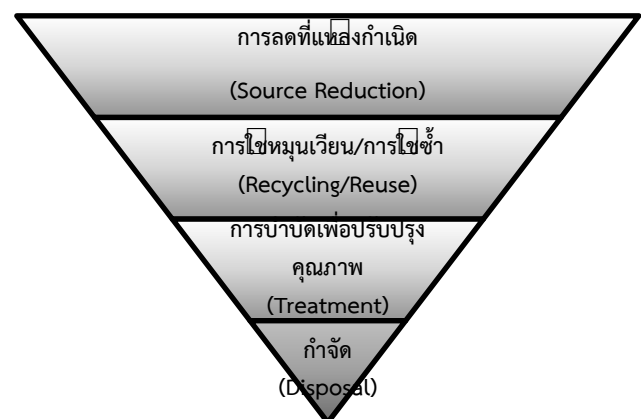 การลดที่แหลงกำเนิด
(Source Reduction)
การใชหมุนเวียน/การใชซ้ำ
(Recycling/Reuse)
การบำบัดเพื่อปรับปรุง
คุณภาพ
(Treatment)
กำจัด
(Disposal)